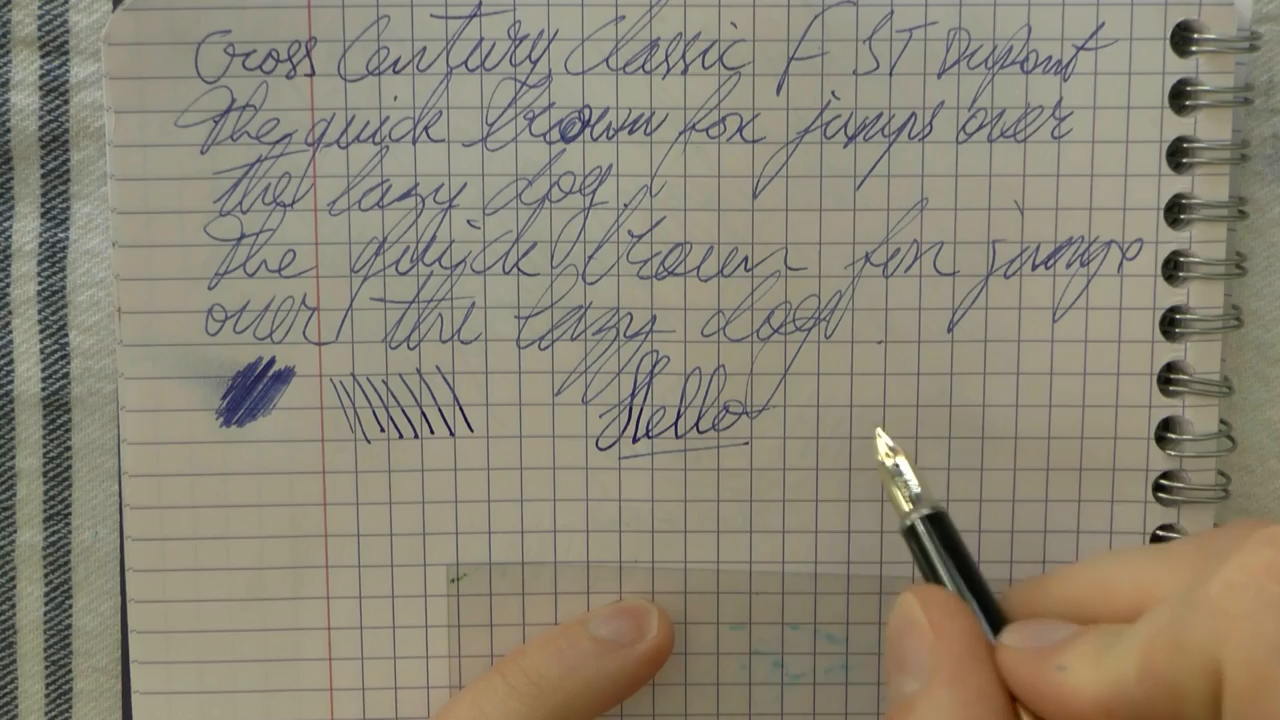 Cross Century Classic F ST Dupont
The quick brown fox jumps over
the lazy dog.
The quick brown fox jumps
over the lazy dog.
Hello